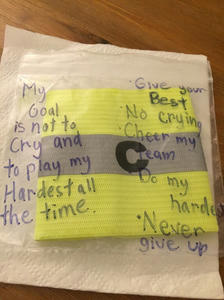 My
Goal
is not to
Cry and
to play my
Hardest all
the time.
· Give your
Best
· No crying
· Cheer my
team
C
Do my
hardest
· Never
give up